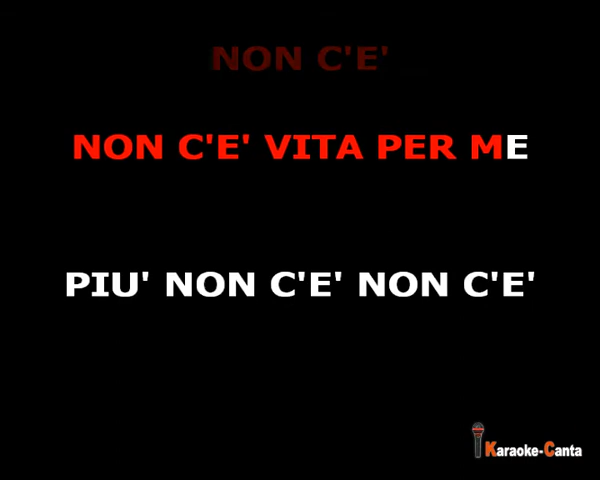 NON C'E'
NON C'E' VITA PER ME
PIU' NON C'E' NON C'E'
Karaoke-Canta